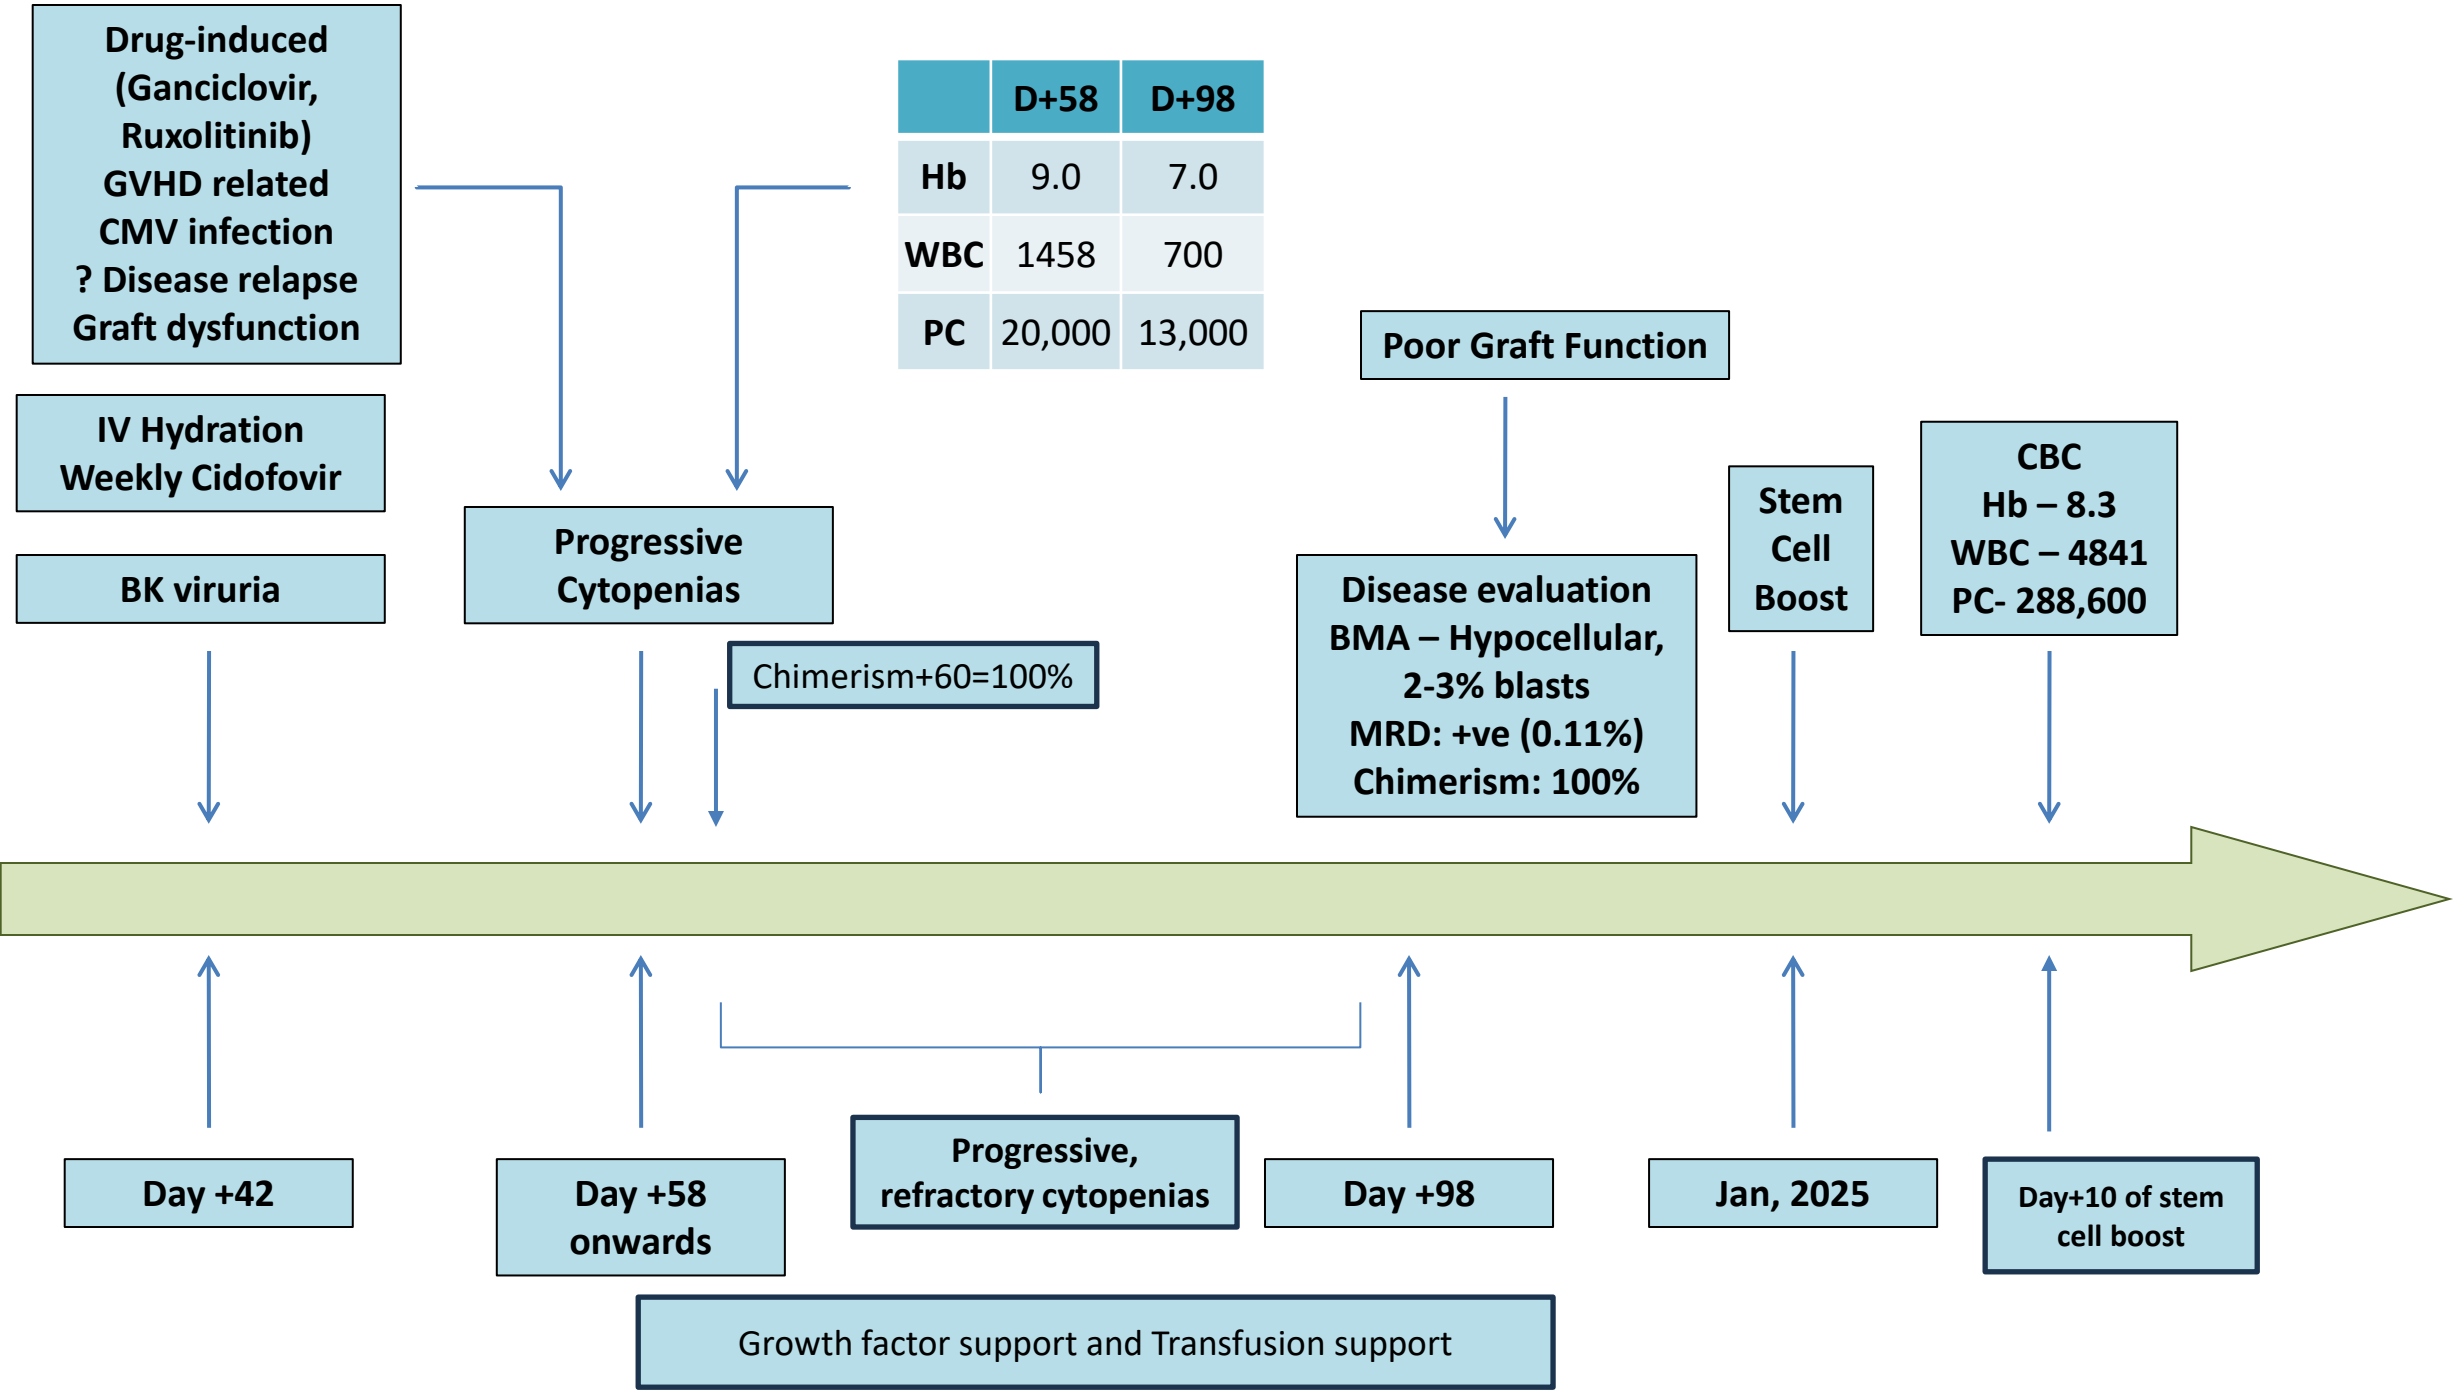 Drug-induced
(Ganciclovir,
Ruxolitinib)
GVHD related
CMV infection
? Disease relapse
Graft dysfunction
IV Hydration
Weekly Cidofovir
BK viruria
D+58 D+98
Hb 9.0 7.0
WBC 1458 700
PC 20,000 13,000
Progressive
Cytopenias
Chimerism+60=100%
Poor Graft Function
Disease evaluation
BMA – Hypocellular,
2-3% blasts
MRD: +ve (0.11%)
Chimerism: 100%
Stem
Cell
Boost
CBC
Hb – 8.3
WBC – 4841
PC- 288,600
Day +42
Day +58
onwards
Progressive,
refractory cytopenias
Day +98
Jan, 2025
Day+10 of stem
cell boost
Growth factor support and Transfusion support